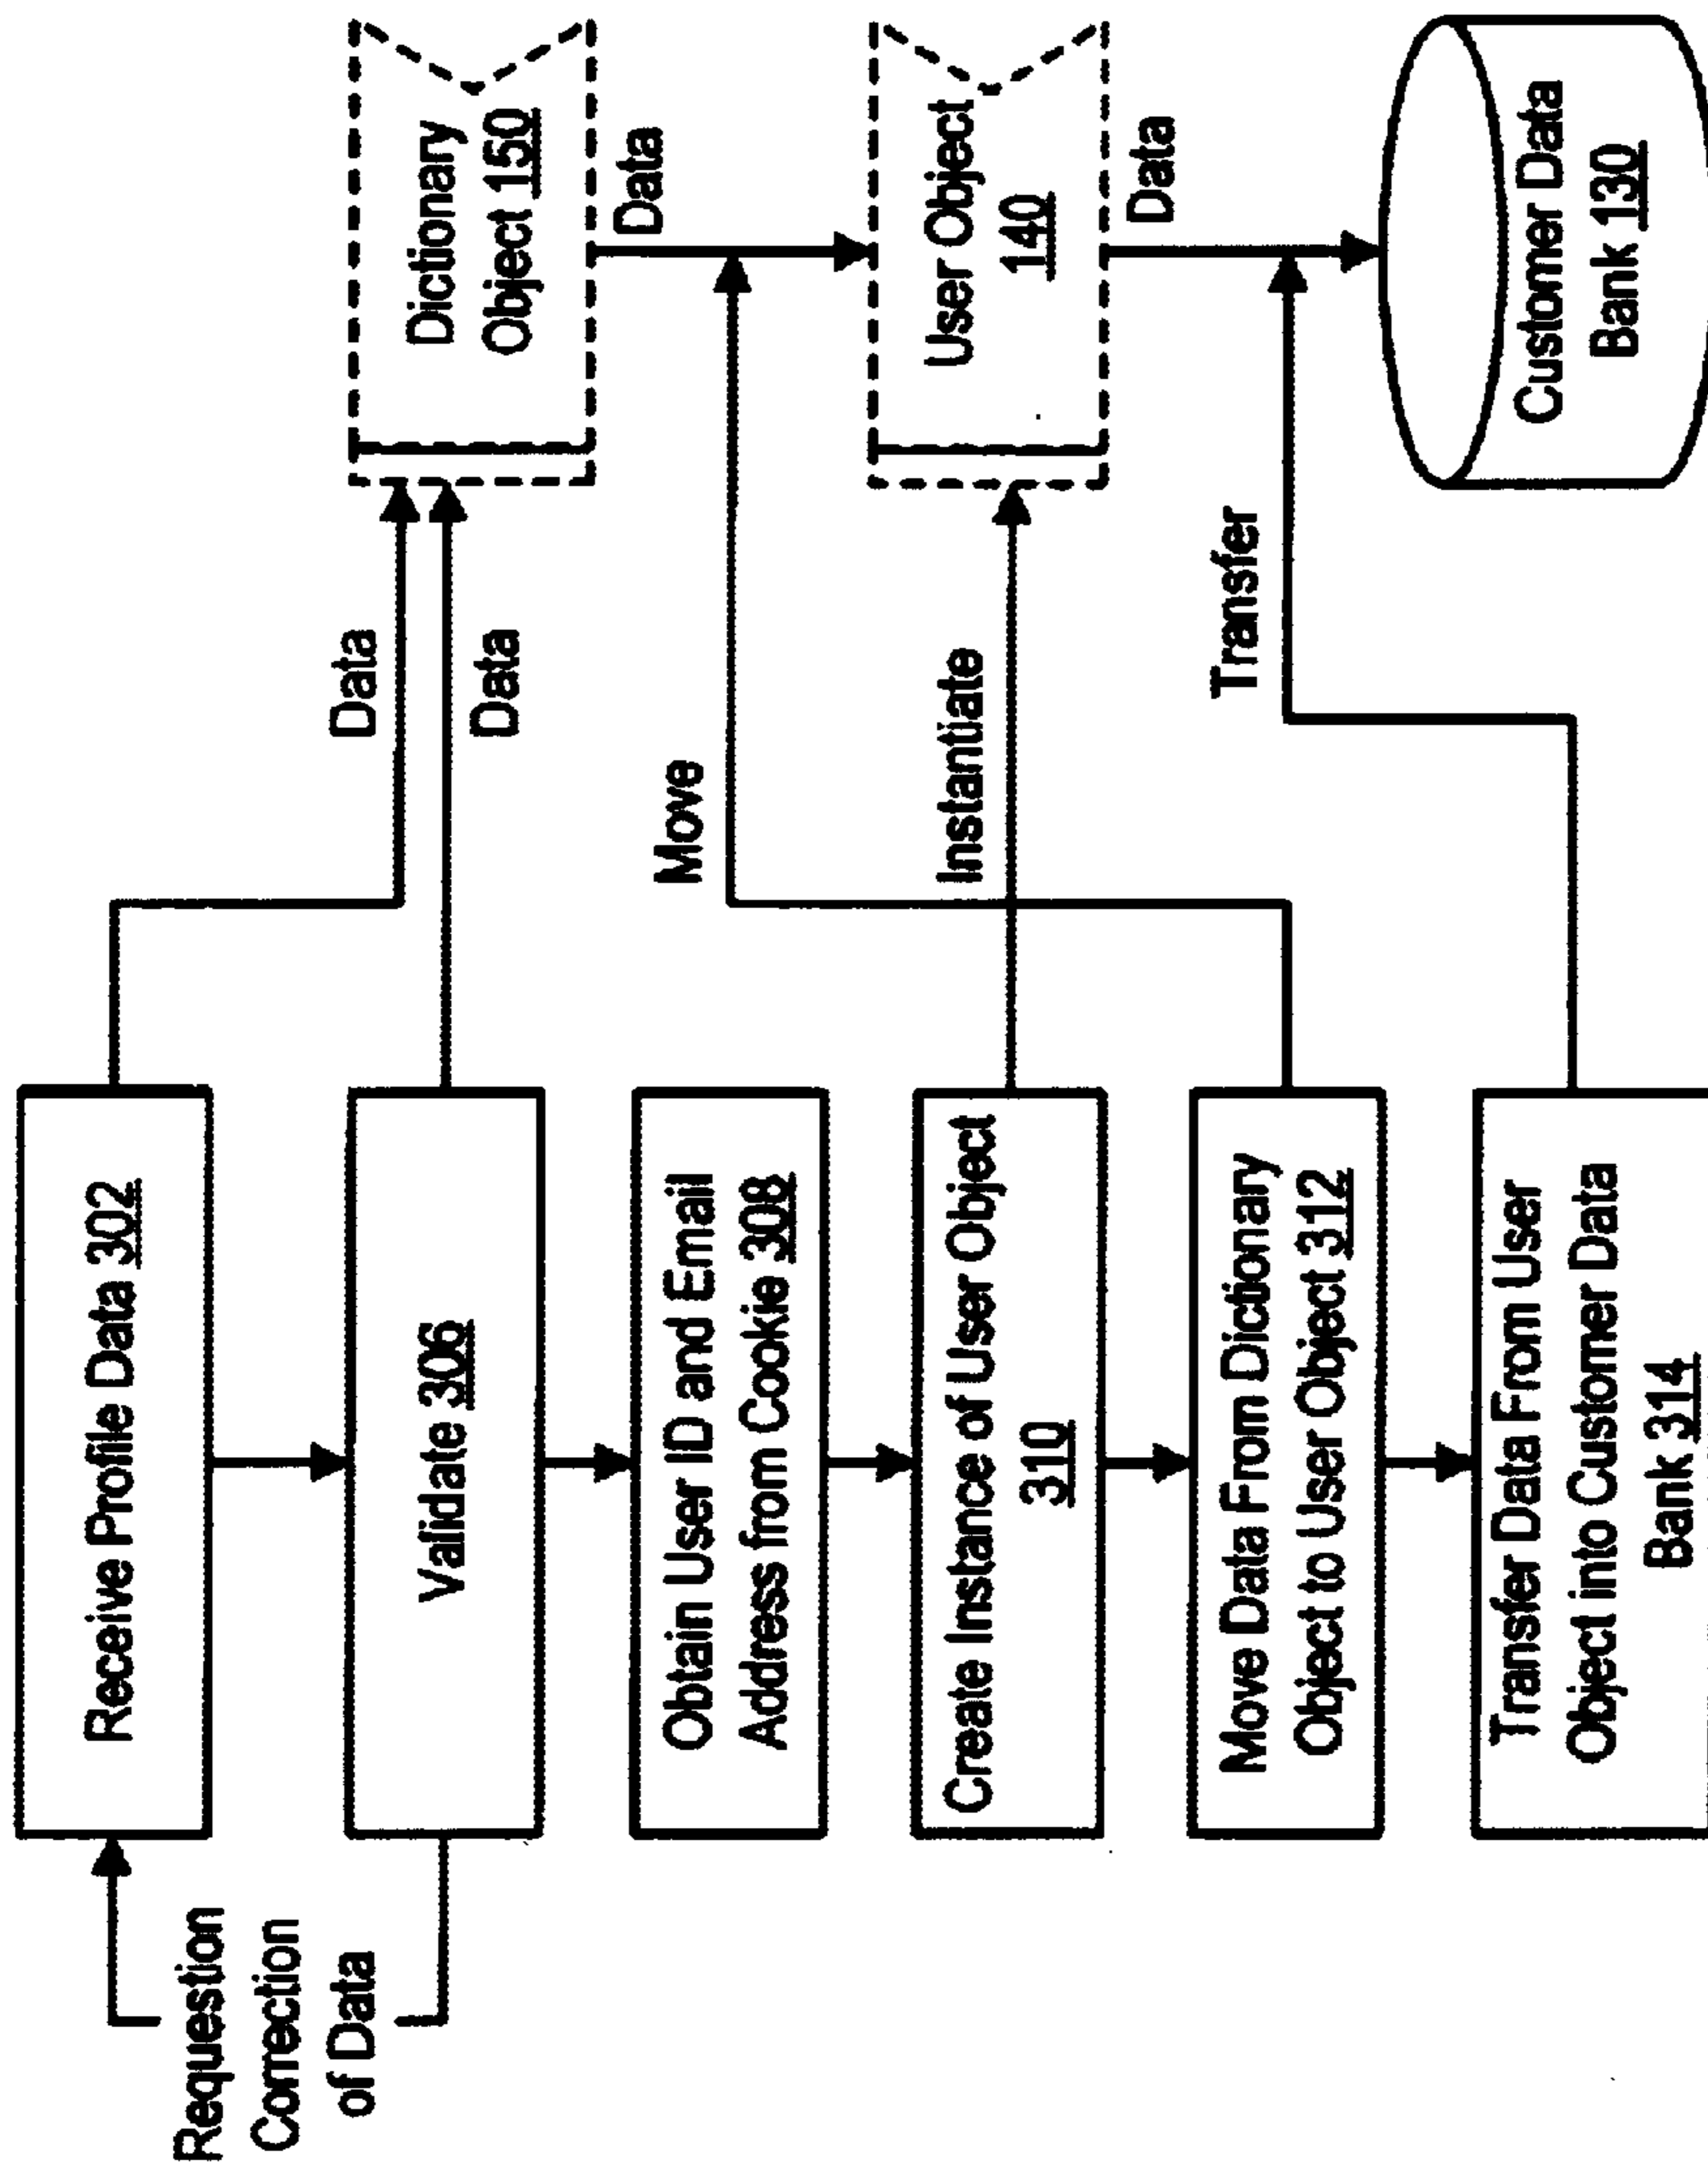 Requestion
Correction
of Data
Receive Profile Data 302
Validate 306
Obtain User ID and Email
Address from Cookie 308
Create Instance of User Object
310
Move Data From Dictionary
Object to User Object 312
Transfer Data From User
Object into Customer Data
Bank 314
Data
Data
Move
Instantiate
Transfer
Dictionary
Object 150
Data
User Object
140
Data
Customer Data
Bank 130